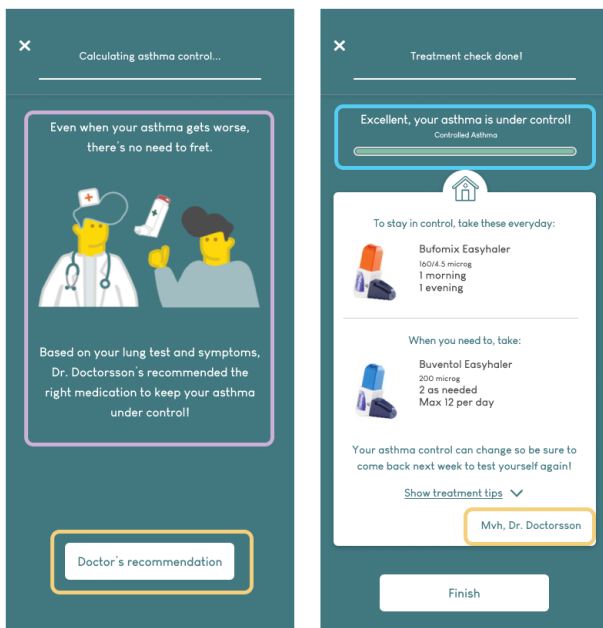 Calculating asthma control...
Even when your asthma gets worse,
there's no need to fret.
Based on your lung test and symptoms,
Dr. Doctorsson's recommended the
right medication to keep your asthma
under control!
Doctor's recommendation
Treatment check done!
Excellent, your asthma is under control!
Controlled Asthma
To stay in control, take these everyday:
Bufomix Easyhaler
160/4.5 microg
1 morning
1 evening
When you need to, take:
Buventol Easyhaler
200 microg
2 as needed
Max 12 per day
Your asthma control can change so be sure to
come back next week to test yourself again!
Show treatment tips
Mvh, Dr. Doctorsson
Finish